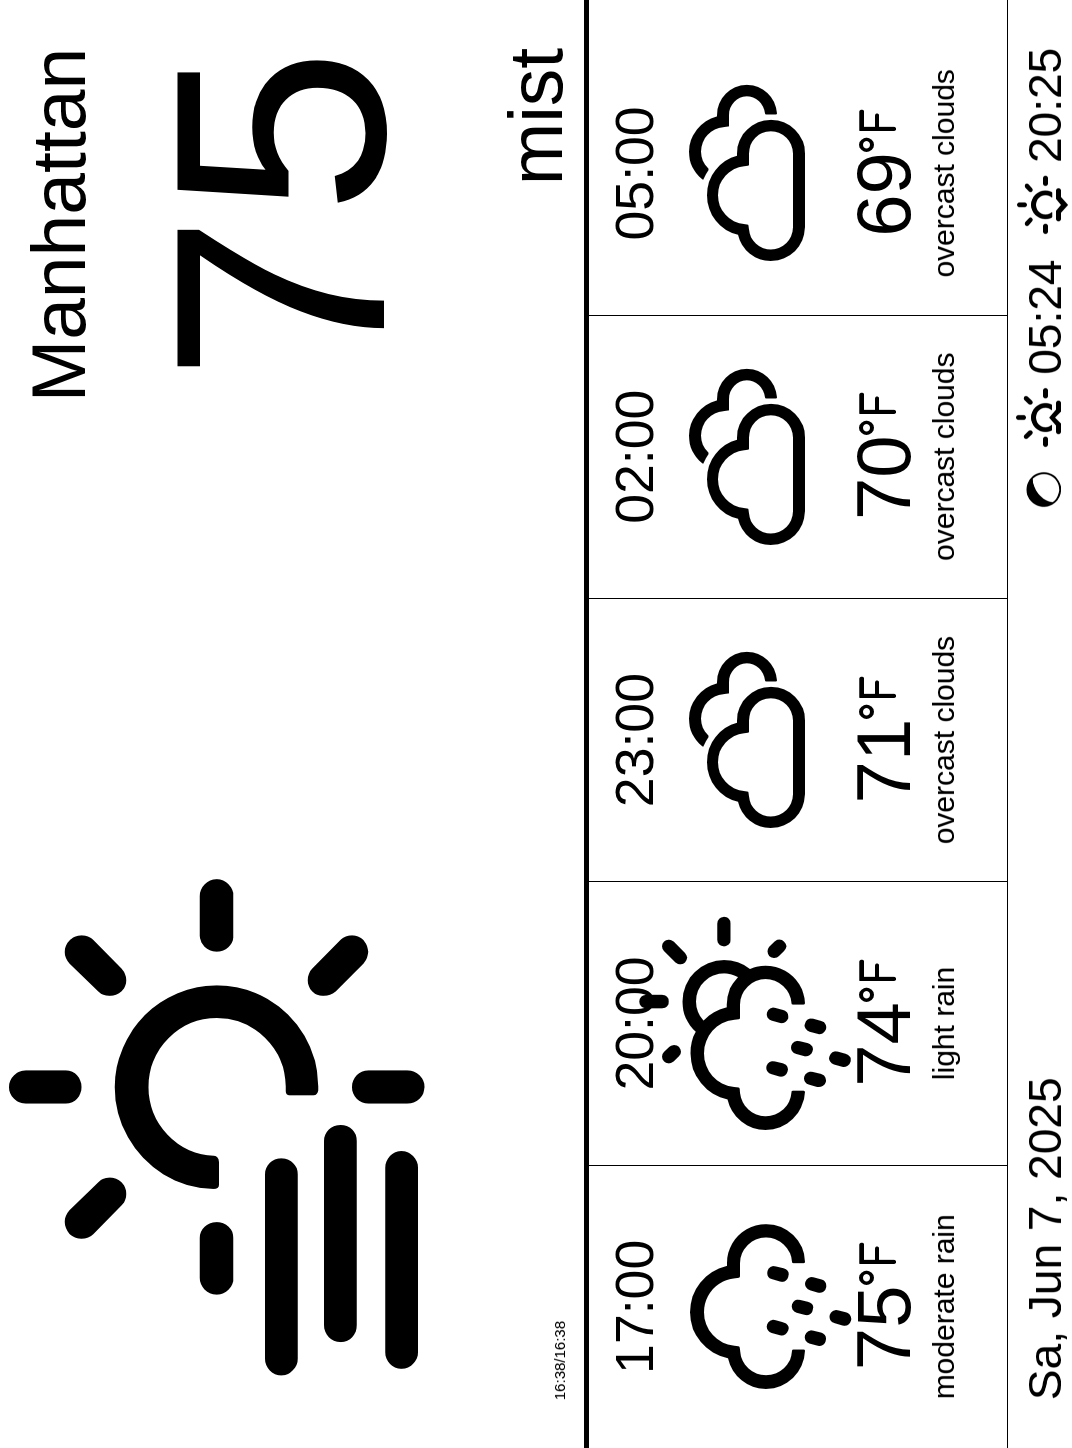 Manhattan
75
mist
16:38/16:38
17:00
75°F
moderate rain
20:00
74°F
light rain
23:00
71°F
overcast clouds
02:00
70°F
overcast clouds
05:00
69°F
overcast clouds
Sa, Jun 7, 2025
05:24 20:25